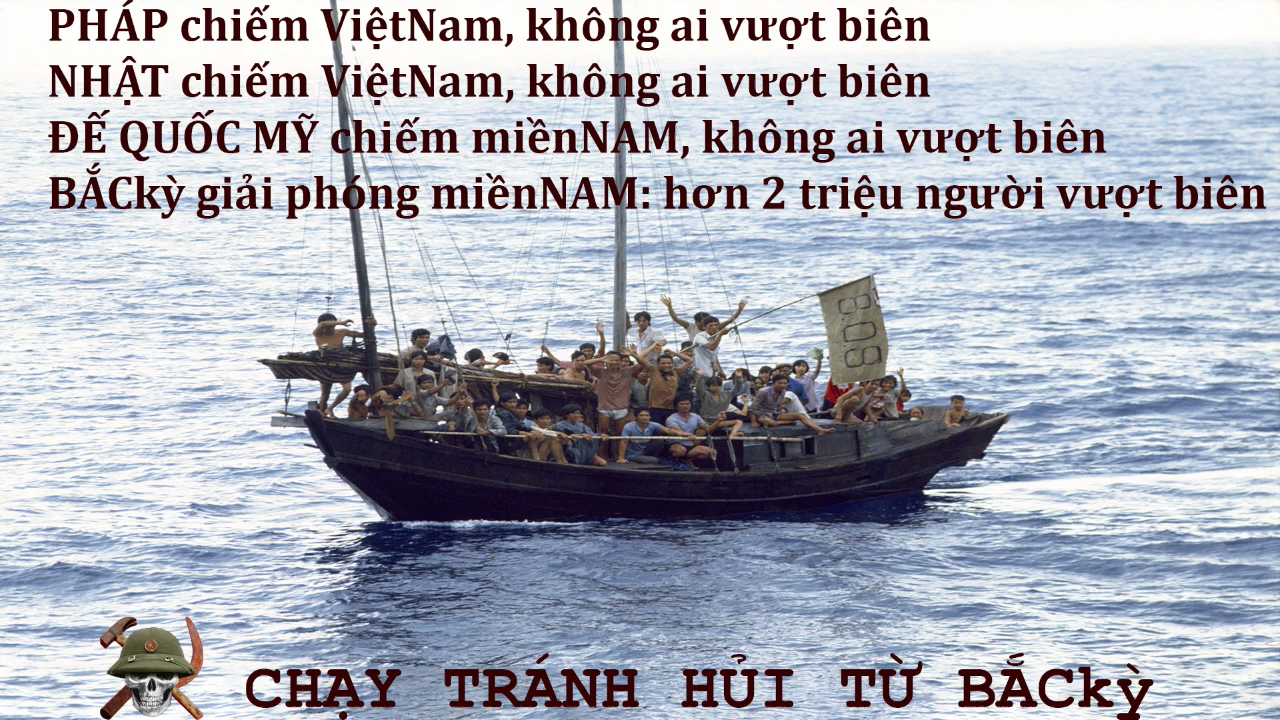 PHÁP chiếm ViệtNam, không ai vượt biên
NHẬT chiếm ViệtNam, không ai vượt biên
ĐẾ QUỐC MỸ chiếm miềnNAM, không ai vượt biên
BẮCkỳ giải phóng miềnNAM: hơn 2 triệu người vượt biên
808
CHẠY TRÁNH HỦI TỪ BẮCkỳ